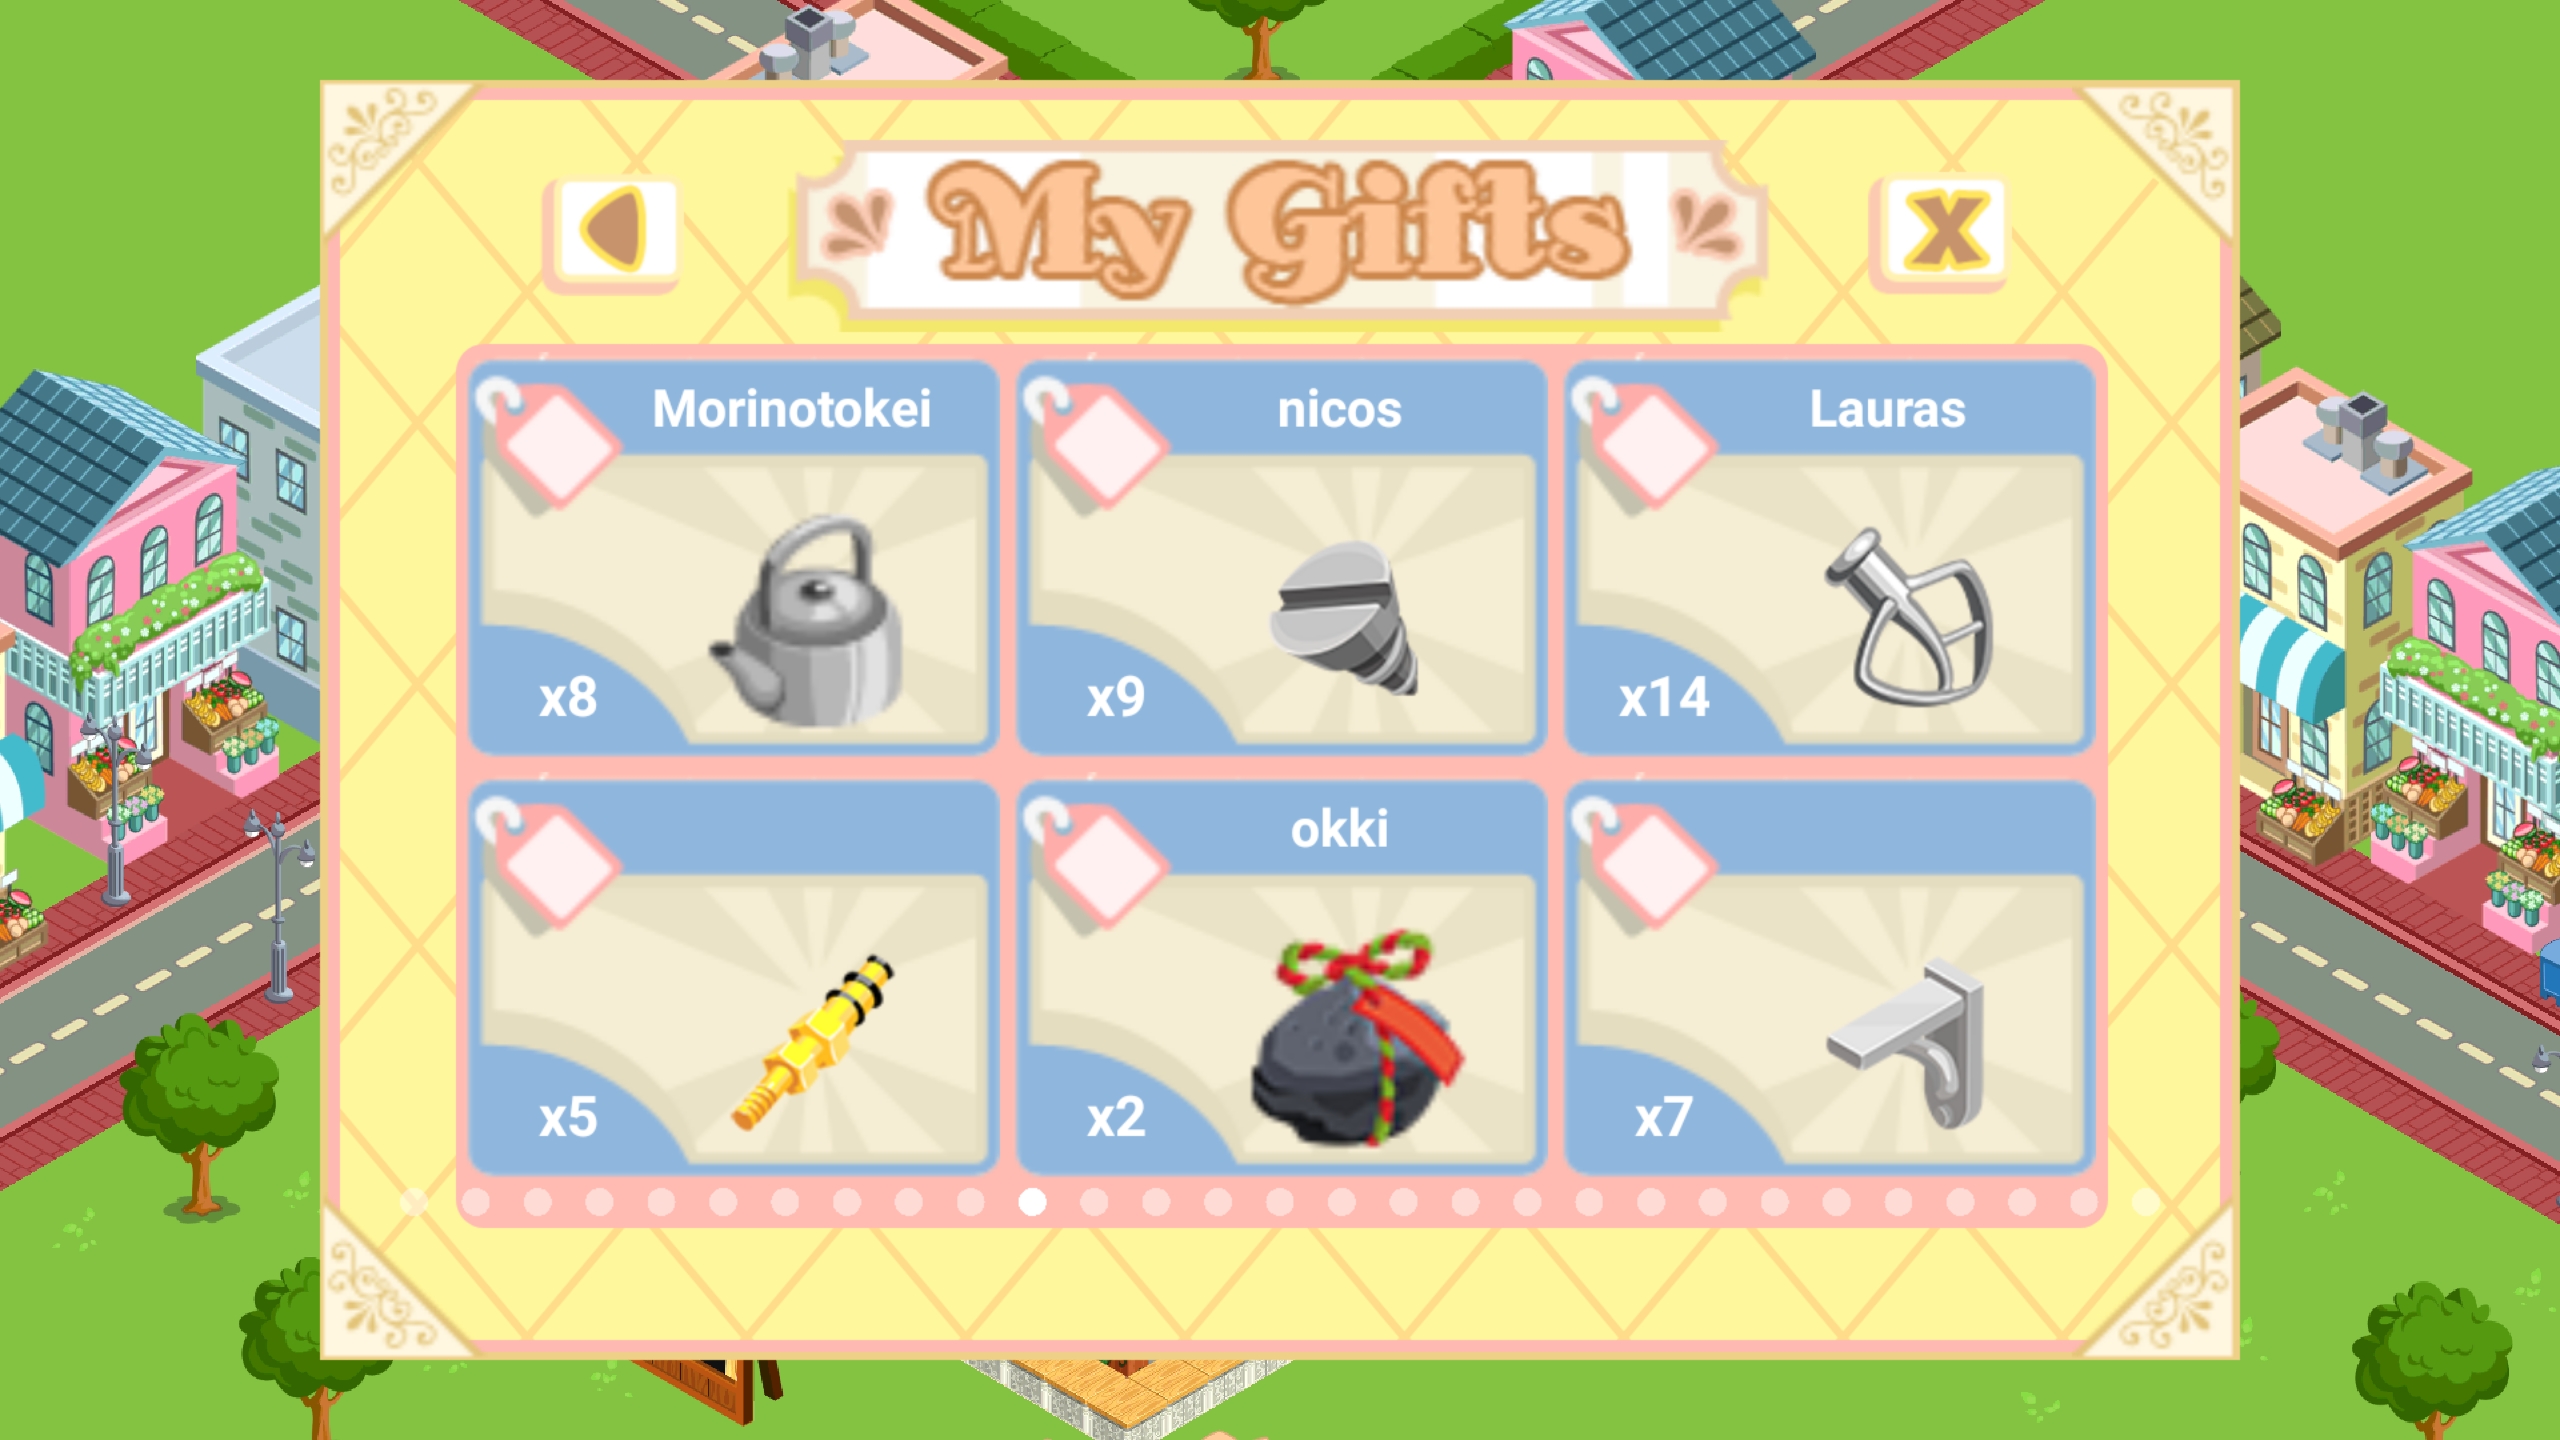 My Gifts
Morinotokei
nicos
Lauras
x8
x9
x14
okki
x5
x2
x7